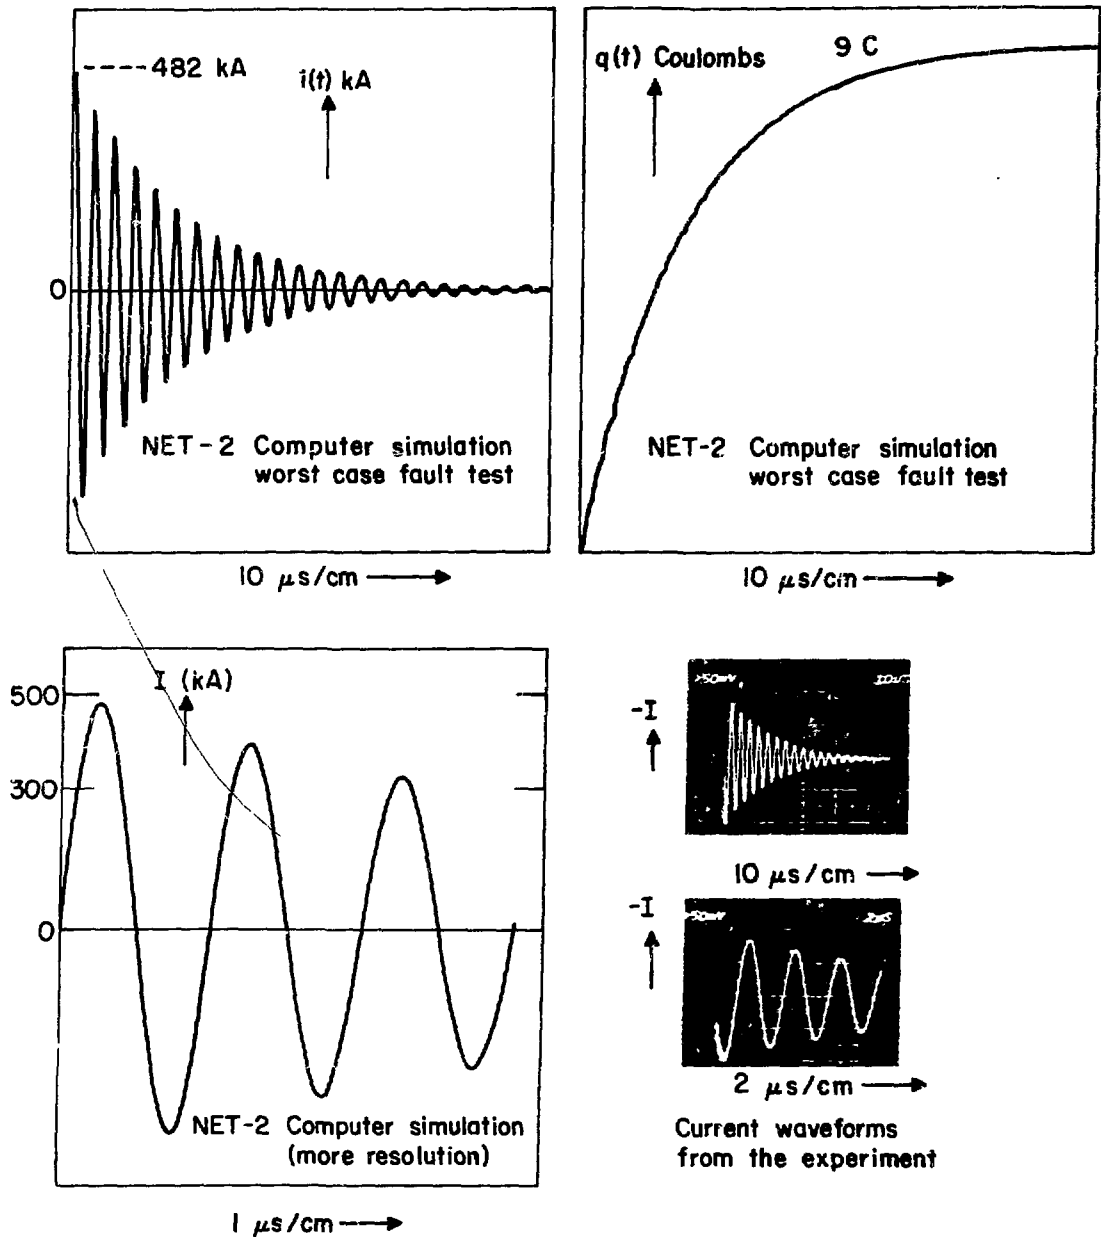 482 kA
i(t) kA
0
NET-2 Computer simulation
worst case fault test
10 μs/cm
q(t) Coulombs
9 C
NET-2 Computer simulation
worst case fault test
10 μs/cm
I (kA)
500
300
0
NET-2 Computer simulation
(more resolution)
1 μs/cm
-I
10 μs/cm
-I
2 μs/cm
Current waveforms
from the experiment